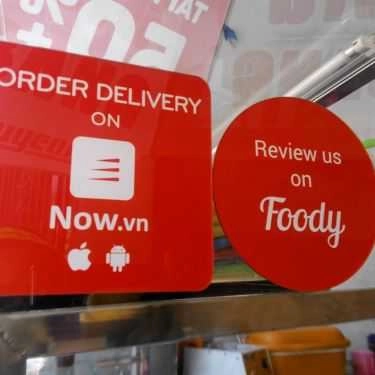 ORDER DELIVERY
ON
Now.vn
Review us
on
Foody